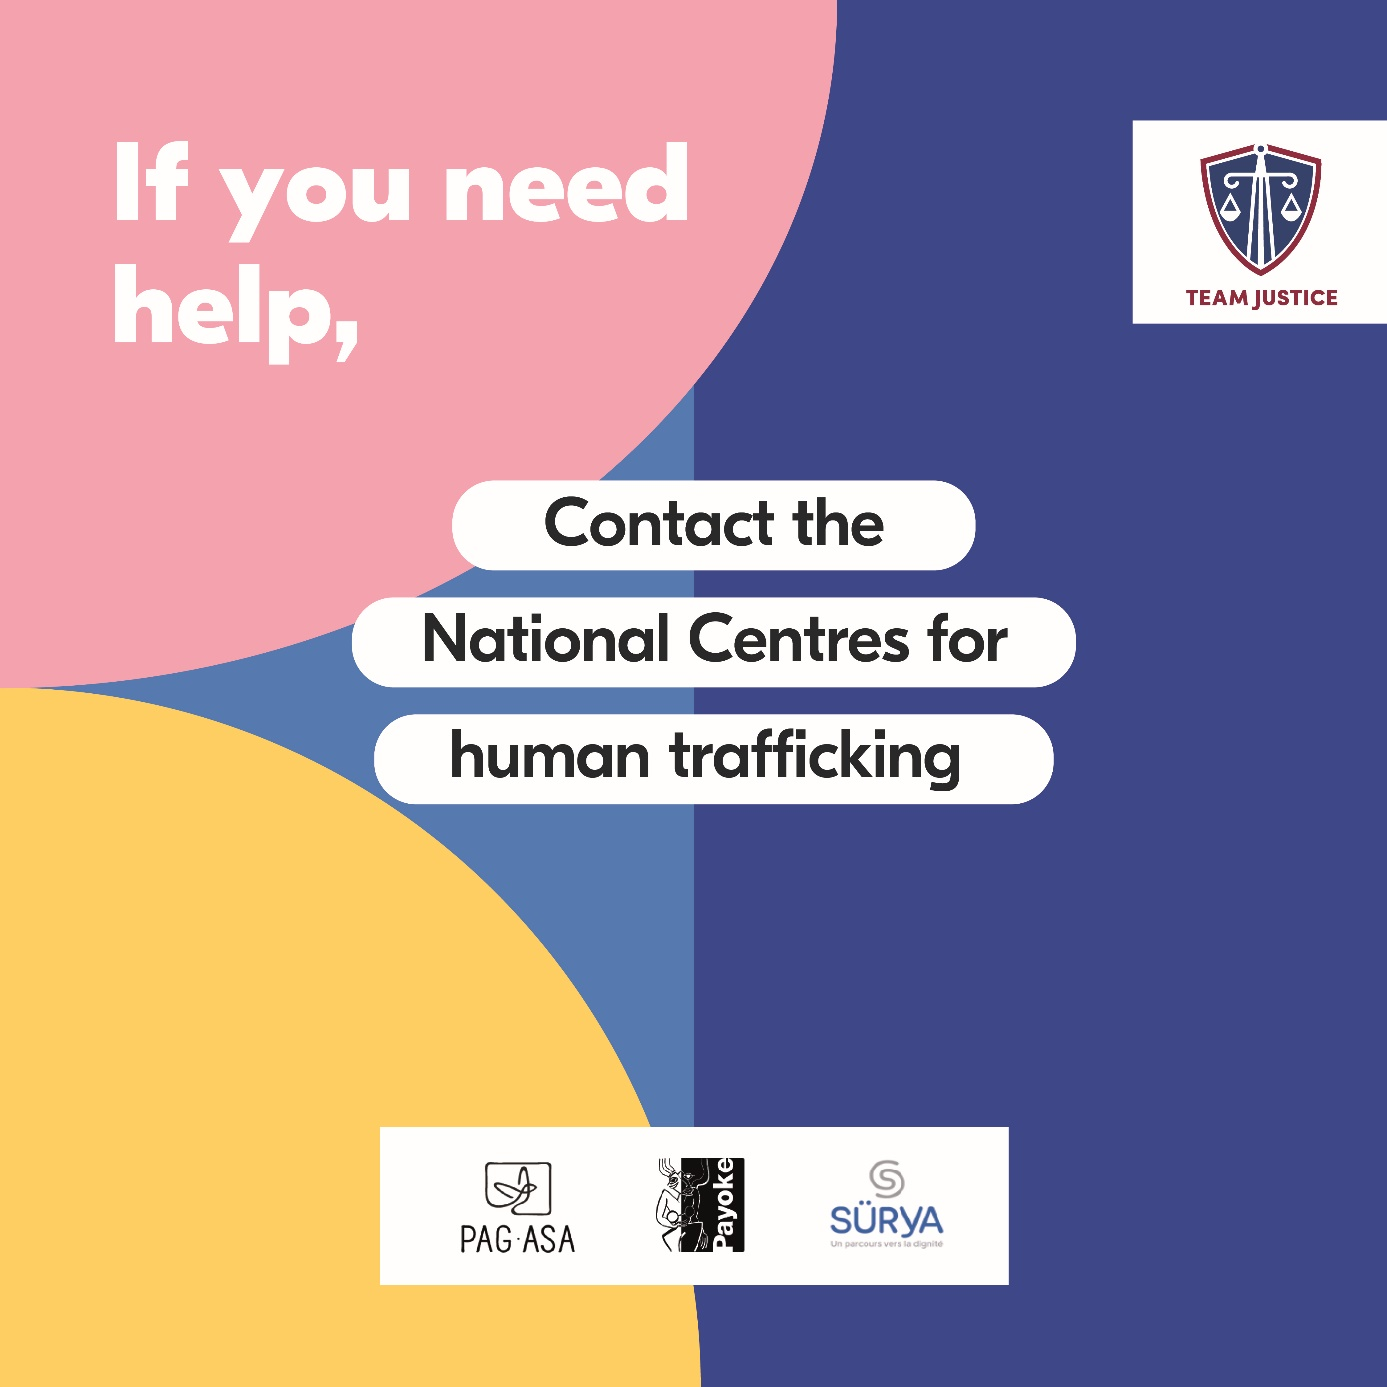 If you need
help,
TEAM JUSTICE
Contact the
National Centres for
human trafficking
PAG·ASA
Payoke
SÜRYA
Un parcours vers la dignité